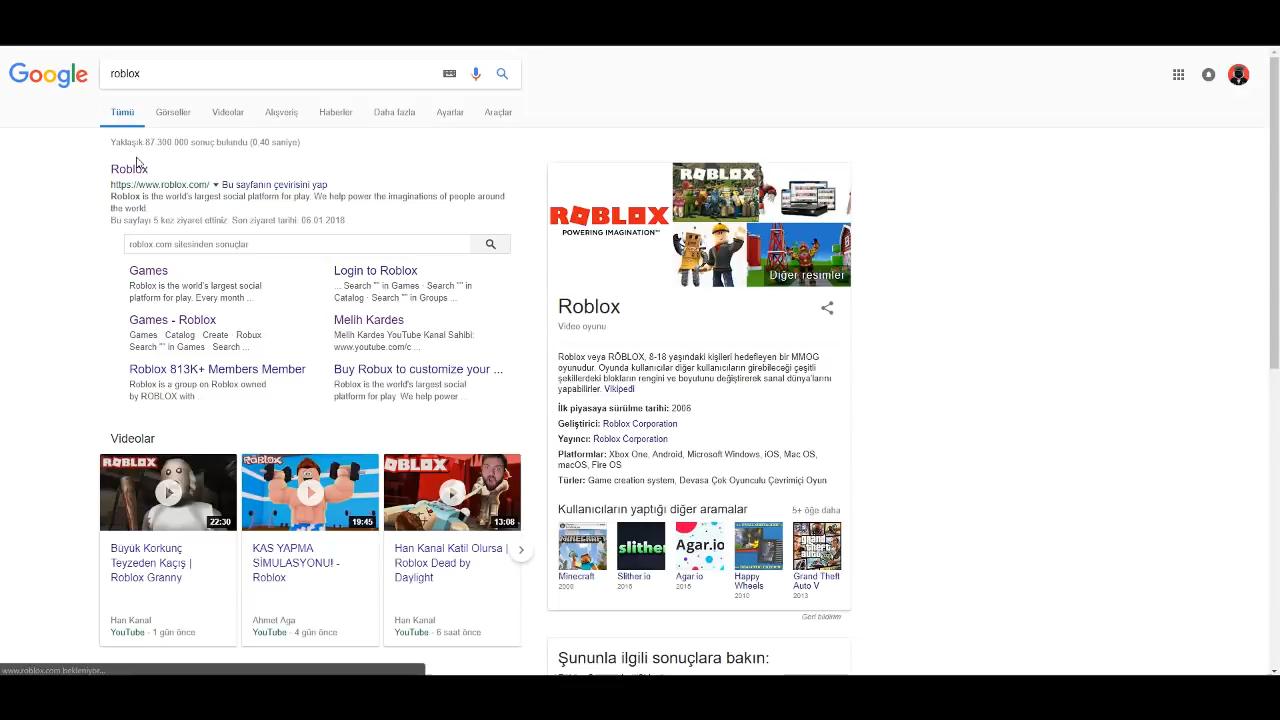 Google
roblox
Tümü Görseller Videolar Alışveriş Haberler Daha fazla Ayarlar Araçlar
Yaklaşık 87.300.000 sonuç bulundu (0,40 saniye)
Roblox
https://www.roblox.com/ ▾ Bu sayfanın çevirisini yap
Roblox is the world's largest social platform for play. We help power the imaginations of people around
the world.
Bu sayfayı 5 kez ziyaret ettiniz. Son ziyaret tarihi: 06.01.2018
roblox.com sitesinden sonuçlar
Games
Roblox is the world's largest social
platform for play. Every month ...
Login to Roblox
... Search "" in Games · Search "" in
Catalog · Search "" in Groups ...
Games - Roblox
Games · Catalog · Create · Robux ·
Search "" in Games · Search ...
Melih Kardes
Melih Kardes YouTube Kanal Sahibi:
www.youtube.com/c ...
Roblox 813K+ Members Member
Roblox is a group on Roblox owned
by ROBLOX with ...
Buy Robux to customize your ...
Roblox is the world's largest social
platform for play. We help power ...
Videolar
ROBLOX
22:30
Büyük Korkunç
Teyzeden Kaçış |
Roblox Granny
Han Kanal
YouTube - 1 gün önce
ROBLOX
19:45
KAS YAPMA
SİMULASYONU! -
Roblox
Ahmet Aga
YouTube - 4 gün önce
ROBLOX
13:08
Han Kanal Katil Olursa |
Roblox Dead by
Daylight
Han Kanal
YouTube - 6 saat önce
www.roblox.com bekleniyor...
ROBLOX
POWERING IMAGINATION™
ROBLOX
Diğer resimler
Roblox
Video oyunu
Roblox veya RÖBLOX, 8-18 yaşındaki kişileri hedefleyen bir MMOG
oyunudur. Oyunda kullanıcılar diğer kullanıcıların girebileceği çeşitli
şekillerdeki blokların rengini ve boyutunu değiştirerek sanal dünya'larını
yapabilirler. Vikipedi
İlk piyasaya sürülme tarihi: 2006
Geliştirici: Roblox Corporation
Yayıncı: Roblox Corporation
Platformlar: Xbox One, Android, Microsoft Windows, iOS, Mac OS,
macOS, Fire OS
Türler: Game creation system, Devasa Çok Oyunculu Çevrimiçi Oyun
Kullanıcıların yaptığı diğer aramalar 5+ öğe daha
MINECRAFT
slither
Agar.io
Minecraft
2009
Slither.io
2016
Agar.io
2015
Happy
Wheels
2010
Grand Theft
Auto V
2013
Geri bildirim
Şununla ilgili sonuçlara bakın: